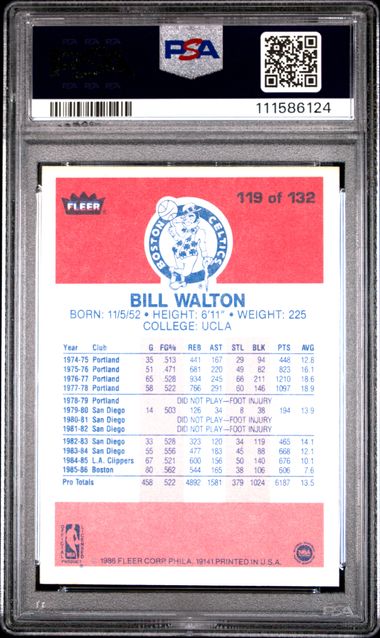 PSA
111586124
FLEER
119 of 132
BOSTON CELTICS
BILL WALTON
BORN: 11/5/52 • HEIGHT: 6'11" • WEIGHT: 225
COLLEGE: UCLA
Year Club G FG% REB AST STL BLK PTS AVG
1974-75 Portland 35 .513 441 167 29 94 448 12.8
1975-76 Portland 51 .471 681 220 49 82 823 16.1
1976-77 Portland 65 .528 934 245 66 211 1210 18.6
1977-78 Portland 58 .522 766 291 60 146 1097 18.9
1978-79 Portland DID NOT PLAY—FOOT INJURY
1979-80 San Diego 14 .503 126 34 8 38 194 13.9
1980-81 San Diego DID NOT PLAY—FOOT INJURY
1981-82 San Diego DID NOT PLAY—FOOT INJURY
1982-83 San Diego 33 .528 323 120 34 119 465 14.1
1983-84 San Diego 55 .556 477 183 45 88 668 12.1
1984-85 L.A. Clippers 67 .521 600 156 50 140 676 10.1
1985-86 Boston 80 .562 544 165 38 106 606 7.6
Pro Totals 458 .522 4892 1581 379 1024 6187 13.5
NBA
© 1986 FLEER CORP. PHILA. 19141 PRINTED IN U.S.A.
PSA